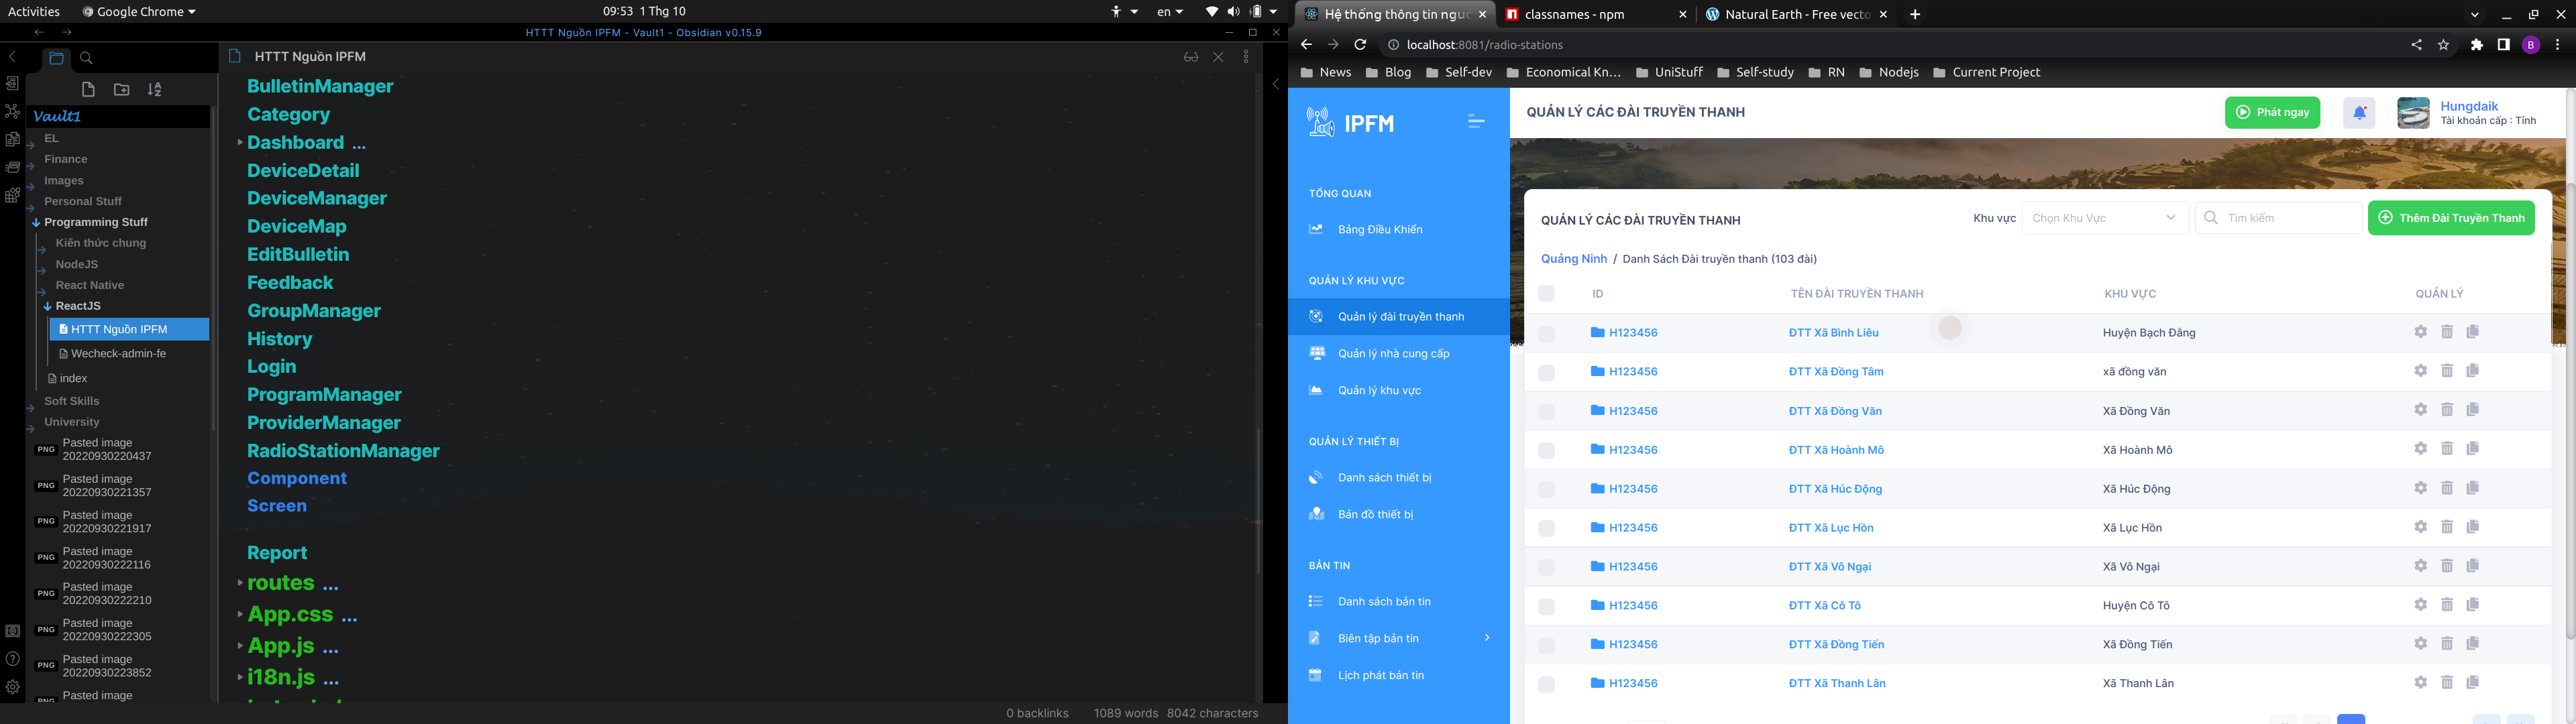 Activities
Google Chrome
09:53 1 Thg 10
en
HTTT Nguồn IPFM - Vault1 - Obsidian v0.15.9
HTTT Nguồn IPFM
Vault1
EL
Finance
Images
Personal Stuff
Programming Stuff
Kiến thức chung
NodeJS
React Native
ReactJS
HTTT Nguồn IPFM
Wecheck-admin-fe
index
Soft Skills
University
Pasted image
20220930220437
PNG
Pasted image
20220930221357
PNG
Pasted image
20220930221917
PNG
Pasted image
20220930222116
PNG
Pasted image
20220930222210
PNG
Pasted image
20220930222305
PNG
Pasted image
20220930223852
PNG
Pasted image
BulletinManager
Category
Dashboard ...
DeviceDetail
DeviceManager
DeviceMap
EditBulletin
Feedback
GroupManager
History
Login
ProgramManager
ProviderManager
RadioStationManager
Component
Screen
Report
routes ...
App.css ...
App.js ...
i18n.js ...
0 backlinks 1089 words 8042 characters
Hệ thống thông tin nguồ
classnames - npm
Natural Earth - Free vecto
localhost:8081/radio-stations
B
News Blog Self-dev Economical Kn... UniStuff Self-study RN Nodejs Current Project
IPFM
TỔNG QUAN
Bảng Điều Khiển
QUẢN LÝ KHU VỰC
Quản lý đài truyền thanh
Quản lý nhà cung cấp
Quản lý khu vực
QUẢN LÝ THIẾT BỊ
Danh sách thiết bị
Bản đồ thiết bị
BẢN TIN
Danh sách bản tin
Biên tập bản tin
Lịch phát bản tin
QUẢN LÝ CÁC ĐÀI TRUYỀN THANH
Phát ngay
Hungdaik
Tài khoản cấp : Tỉnh
QUẢN LÝ CÁC ĐÀI TRUYỀN THANH
Khu vực
Chọn Khu Vực
Tìm kiếm
Thêm Đài Truyền Thanh
Quảng Ninh / Danh Sách Đài truyền thanh (103 đài)
ID TÊN ĐÀI TRUYỀN THANH KHU VỰC QUẢN LÝ
H123456 ĐTT Xã Bình Liêu Huyện Bạch Đằng
H123456 ĐTT Xã Đồng Tâm xã đồng văn
H123456 ĐTT Xã Đồng Văn Xã Đồng Văn
H123456 ĐTT Xã Hoành Mô Xã Hoành Mô
H123456 ĐTT Xã Húc Động Xã Húc Động
H123456 ĐTT Xã Lục Hồn Xã Lục Hồn
H123456 ĐTT Xã Vô Ngại Xã Vô Ngại
H123456 ĐTT Xã Cô Tô Huyện Cô Tô
H123456 ĐTT Xã Đồng Tiến Xã Đồng Tiến
H123456 ĐTT Xã Thanh Lân Xã Thanh Lân